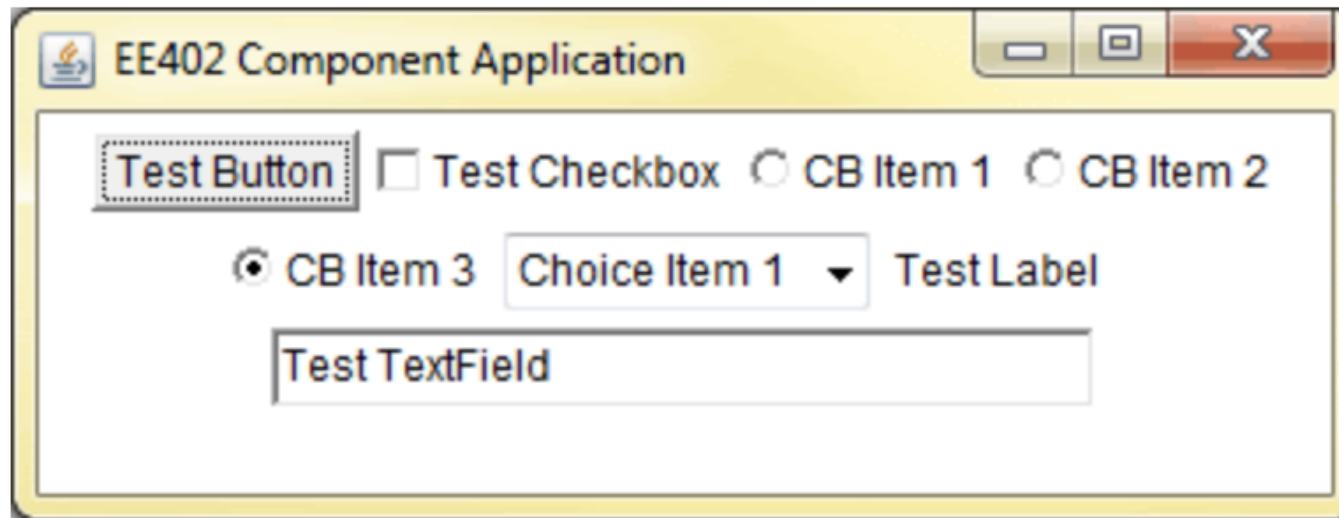 EE402 Component Application
Test Button Test Checkbox CB Item 1 CB Item 2
CB Item 3 Choice Item 1 Test Label
Test TextField